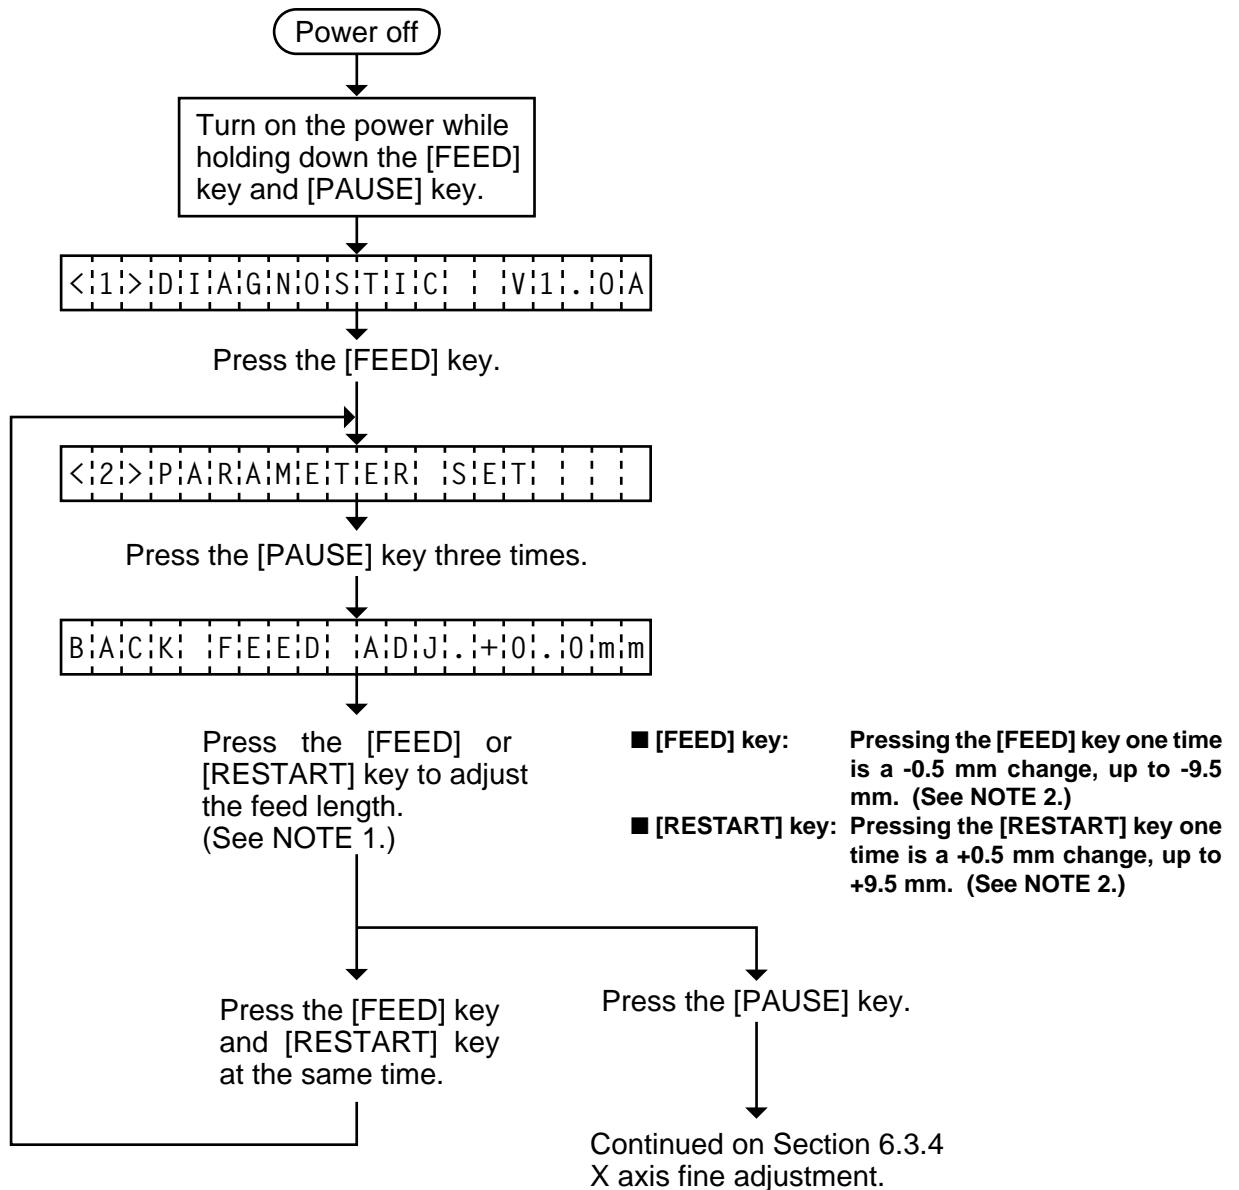 Power off
Turn on the power while
holding down the [FEED]
key and [PAUSE] key.
<1>DIAGNOSTIC  V1.0A
Press the [FEED] key.
<2>PARAMETER SET
Press the [PAUSE] key three times.
BACK FEED ADJ.+0.0mm
Press the [FEED] or
[RESTART] key to adjust
the feed length.
(See NOTE 1.)
■ [FEED] key: Pressing the [FEED] key one time
is a -0.5 mm change, up to -9.5
mm. (See NOTE 2.)
■ [RESTART] key: Pressing the [RESTART] key one
time is a +0.5 mm change, up to
+9.5 mm. (See NOTE 2.)
Press the [FEED] key
and [RESTART] key
at the same time.
Press the [PAUSE] key.
Continued on Section 6.3.4
X axis fine adjustment.